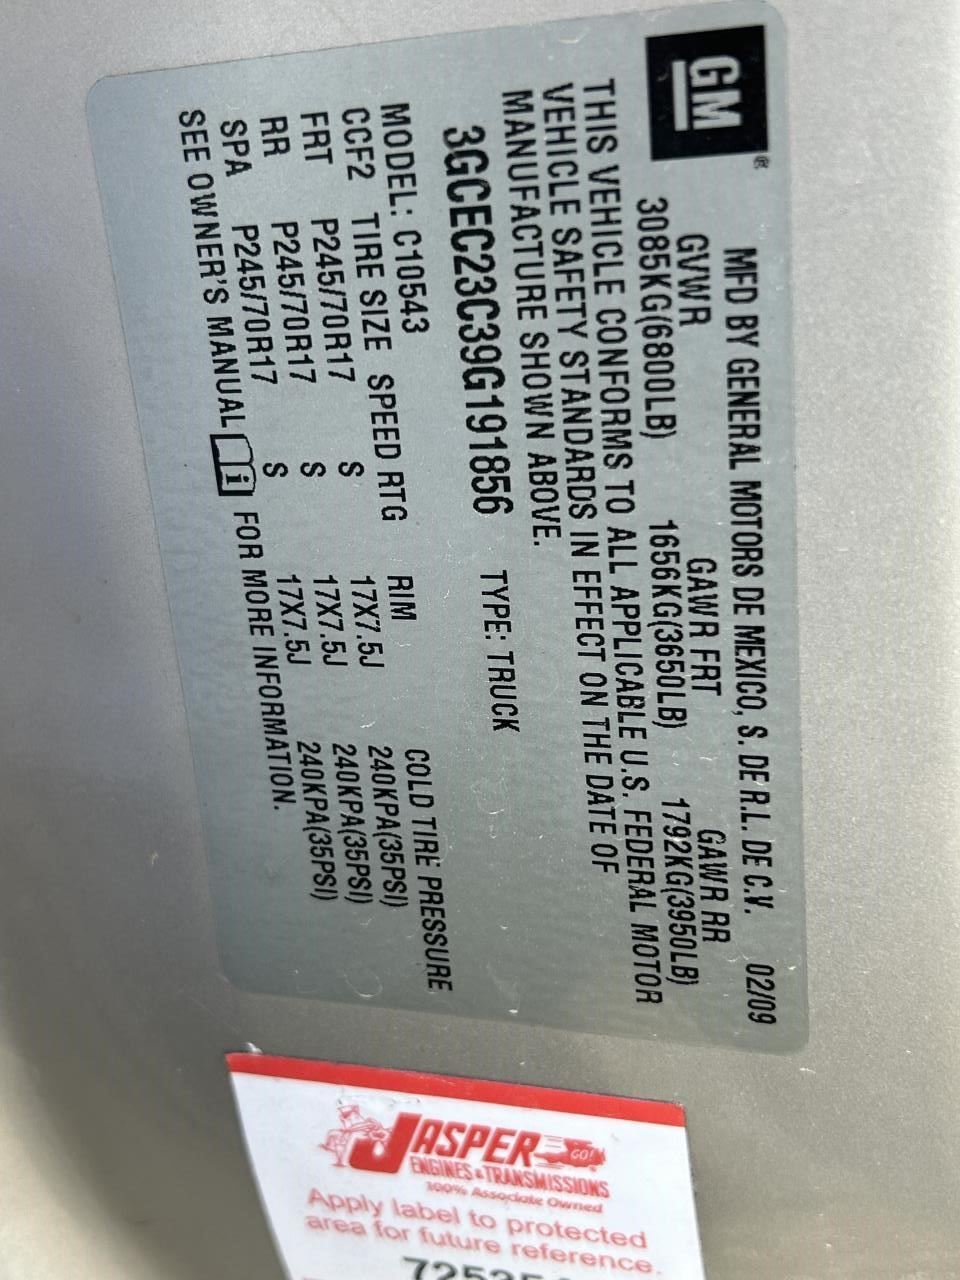 GM
®
MFD BY GENERAL MOTORS DE MEXICO, S. DE R.L. DE C.V. 02/09
GVWR GAWR FRT GAWR RR
3085KG(6800LB) 1656KG(3650LB) 1792KG(3950LB)
THIS VEHICLE CONFORMS TO ALL APPLICABLE U.S. FEDERAL MOTOR
VEHICLE SAFETY STANDARDS IN EFFECT ON THE DATE OF
MANUFACTURE SHOWN ABOVE.
3GCEC23C39G191856 TYPE: TRUCK
MODEL: C10543
CCF2 TIRE SIZE SPEED RTG RIM COLD TIRE PRESSURE
FRT P245/70R17 S 17X7.5J 240KPA(35PSI)
RR P245/70R17 S 17X7.5J 240KPA(35PSI)
SPA P245/70R17 S 17X7.5J 240KPA(35PSI)
SEE OWNER'S MANUAL i FOR MORE INFORMATION.
JASPER
GO!
ENGINES & TRANSMISSIONS
100% Associate Owned
Apply label to protected
area for future reference.